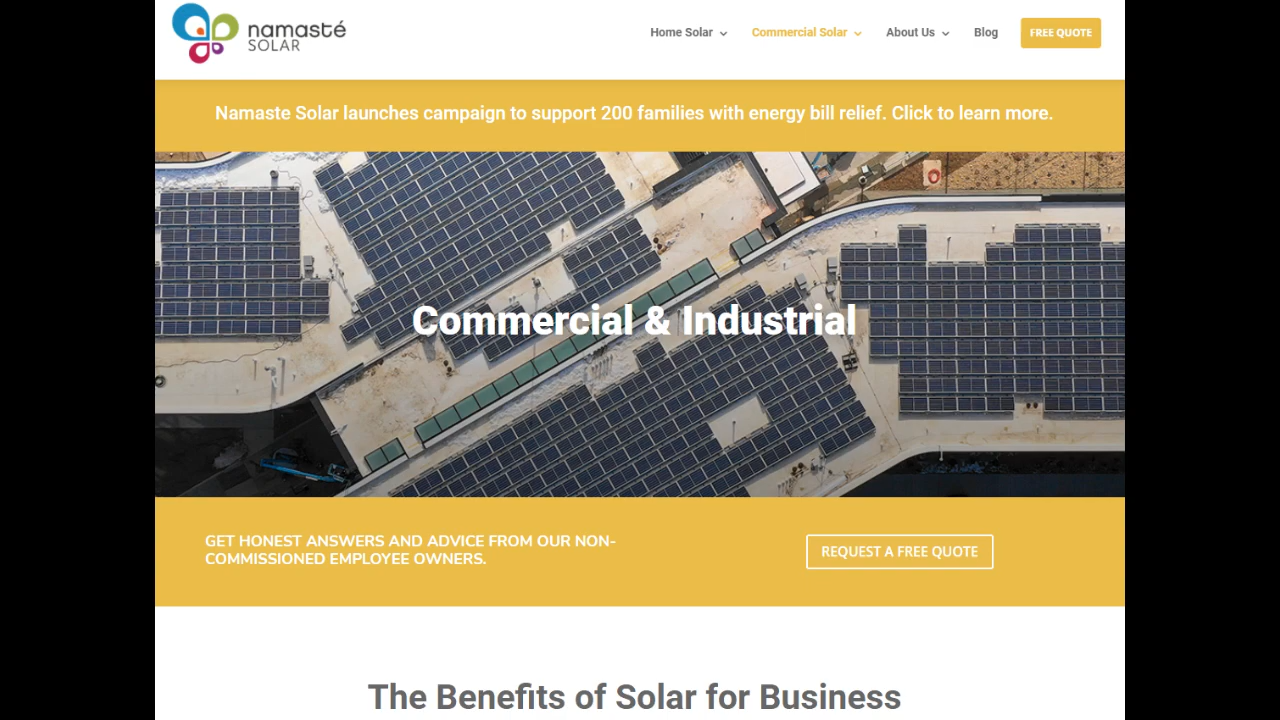 namasté
SOLAR
Home Solar
Commercial Solar
About Us
Blog
FREE QUOTE
Namaste Solar launches campaign to support 200 families with energy bill relief. Click to learn more.
Commercial & Industrial
GET HONEST ANSWERS AND ADVICE FROM OUR NON-
COMMISSIONED EMPLOYEE OWNERS.
REQUEST A FREE QUOTE
The Benefits of Solar for Business